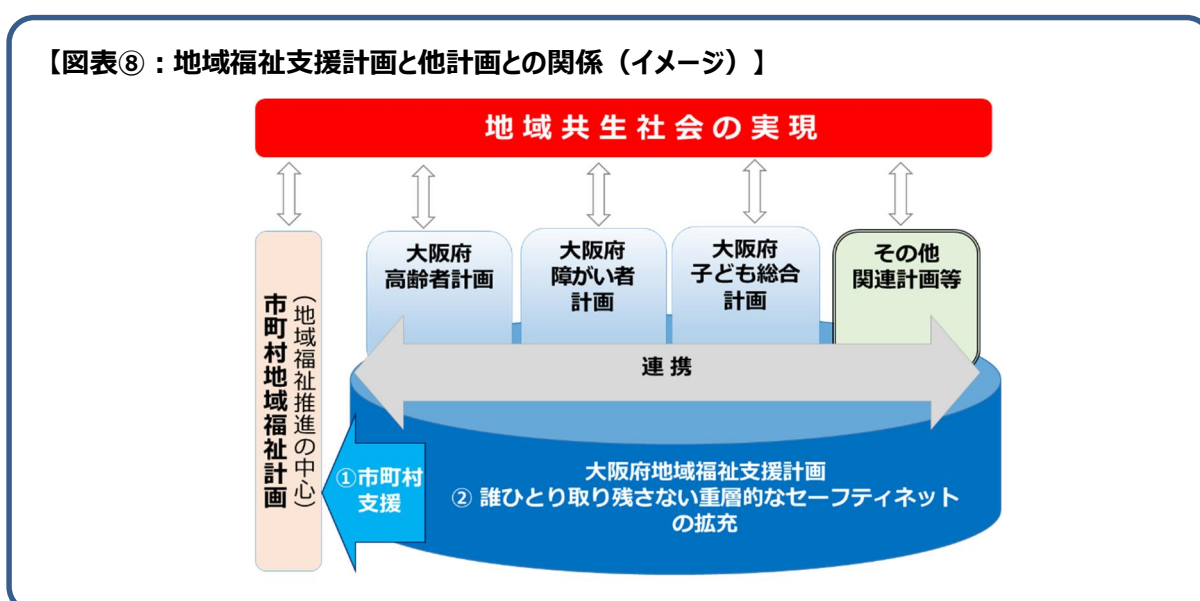 【図表⑧：地域福祉支援計画と他計画との関係（イメージ）】
地域共生社会の実現
市町村地域福祉計画
（地域福祉推進の中心）
大阪府
高齢者計画
大阪府
障がい者
計画
大阪府
子ども総合
計画
その他
関連計画等
連携
①市町村
支援
大阪府地域福祉支援計画
② 誰ひとり取り残さない重層的なセーフティネット
の拡充